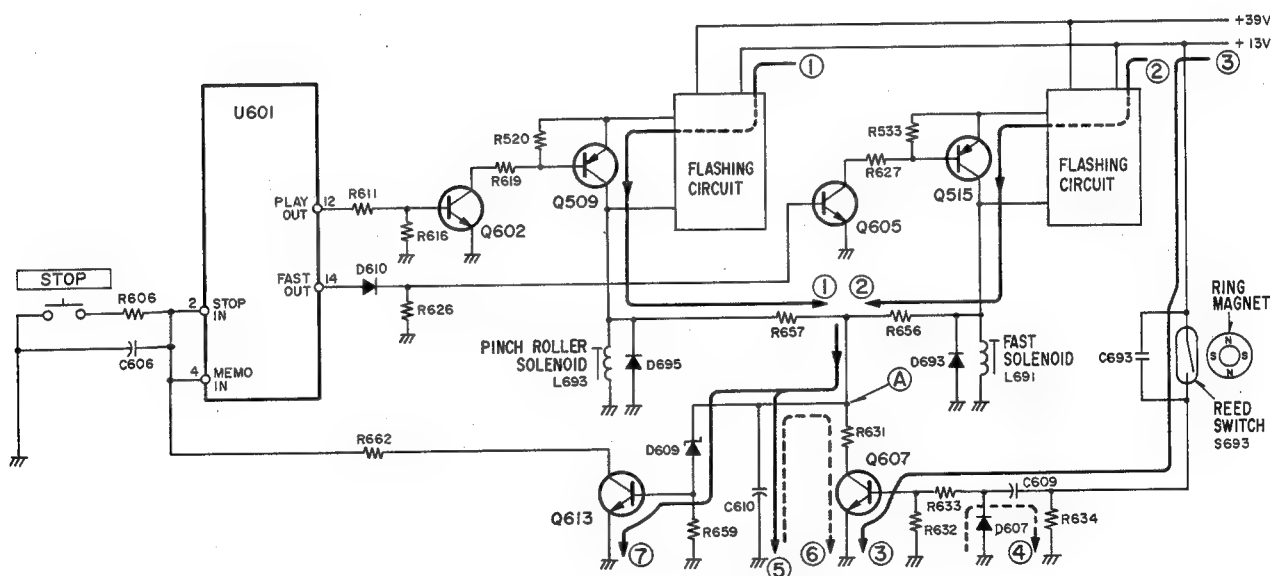 +39V
+13V
①
②
③
U601
R520
R619
Q509
FLASHING
CIRCUIT
R533
R627
Q515
FLASHING
CIRCUIT
PLAY
OUT
12
R611
R616
Q602
Q605
STOP
R606
2
STOP
IN
FAST
OUT
14
D610
R626
C606
4
MEMO
IN
①
②
R657
R656
PINCH ROLLER
SOLENOID
L693
D695
D693
FAST
SOLENOID
L691
C693
RING
MAGNET
N
S
S
N
REED
SWITCH
S693
A
R662
D609
R631
Q607
C610
Q613
R659
R633
C609
R632
D607
R634
⑦
⑤
⑥
③
④